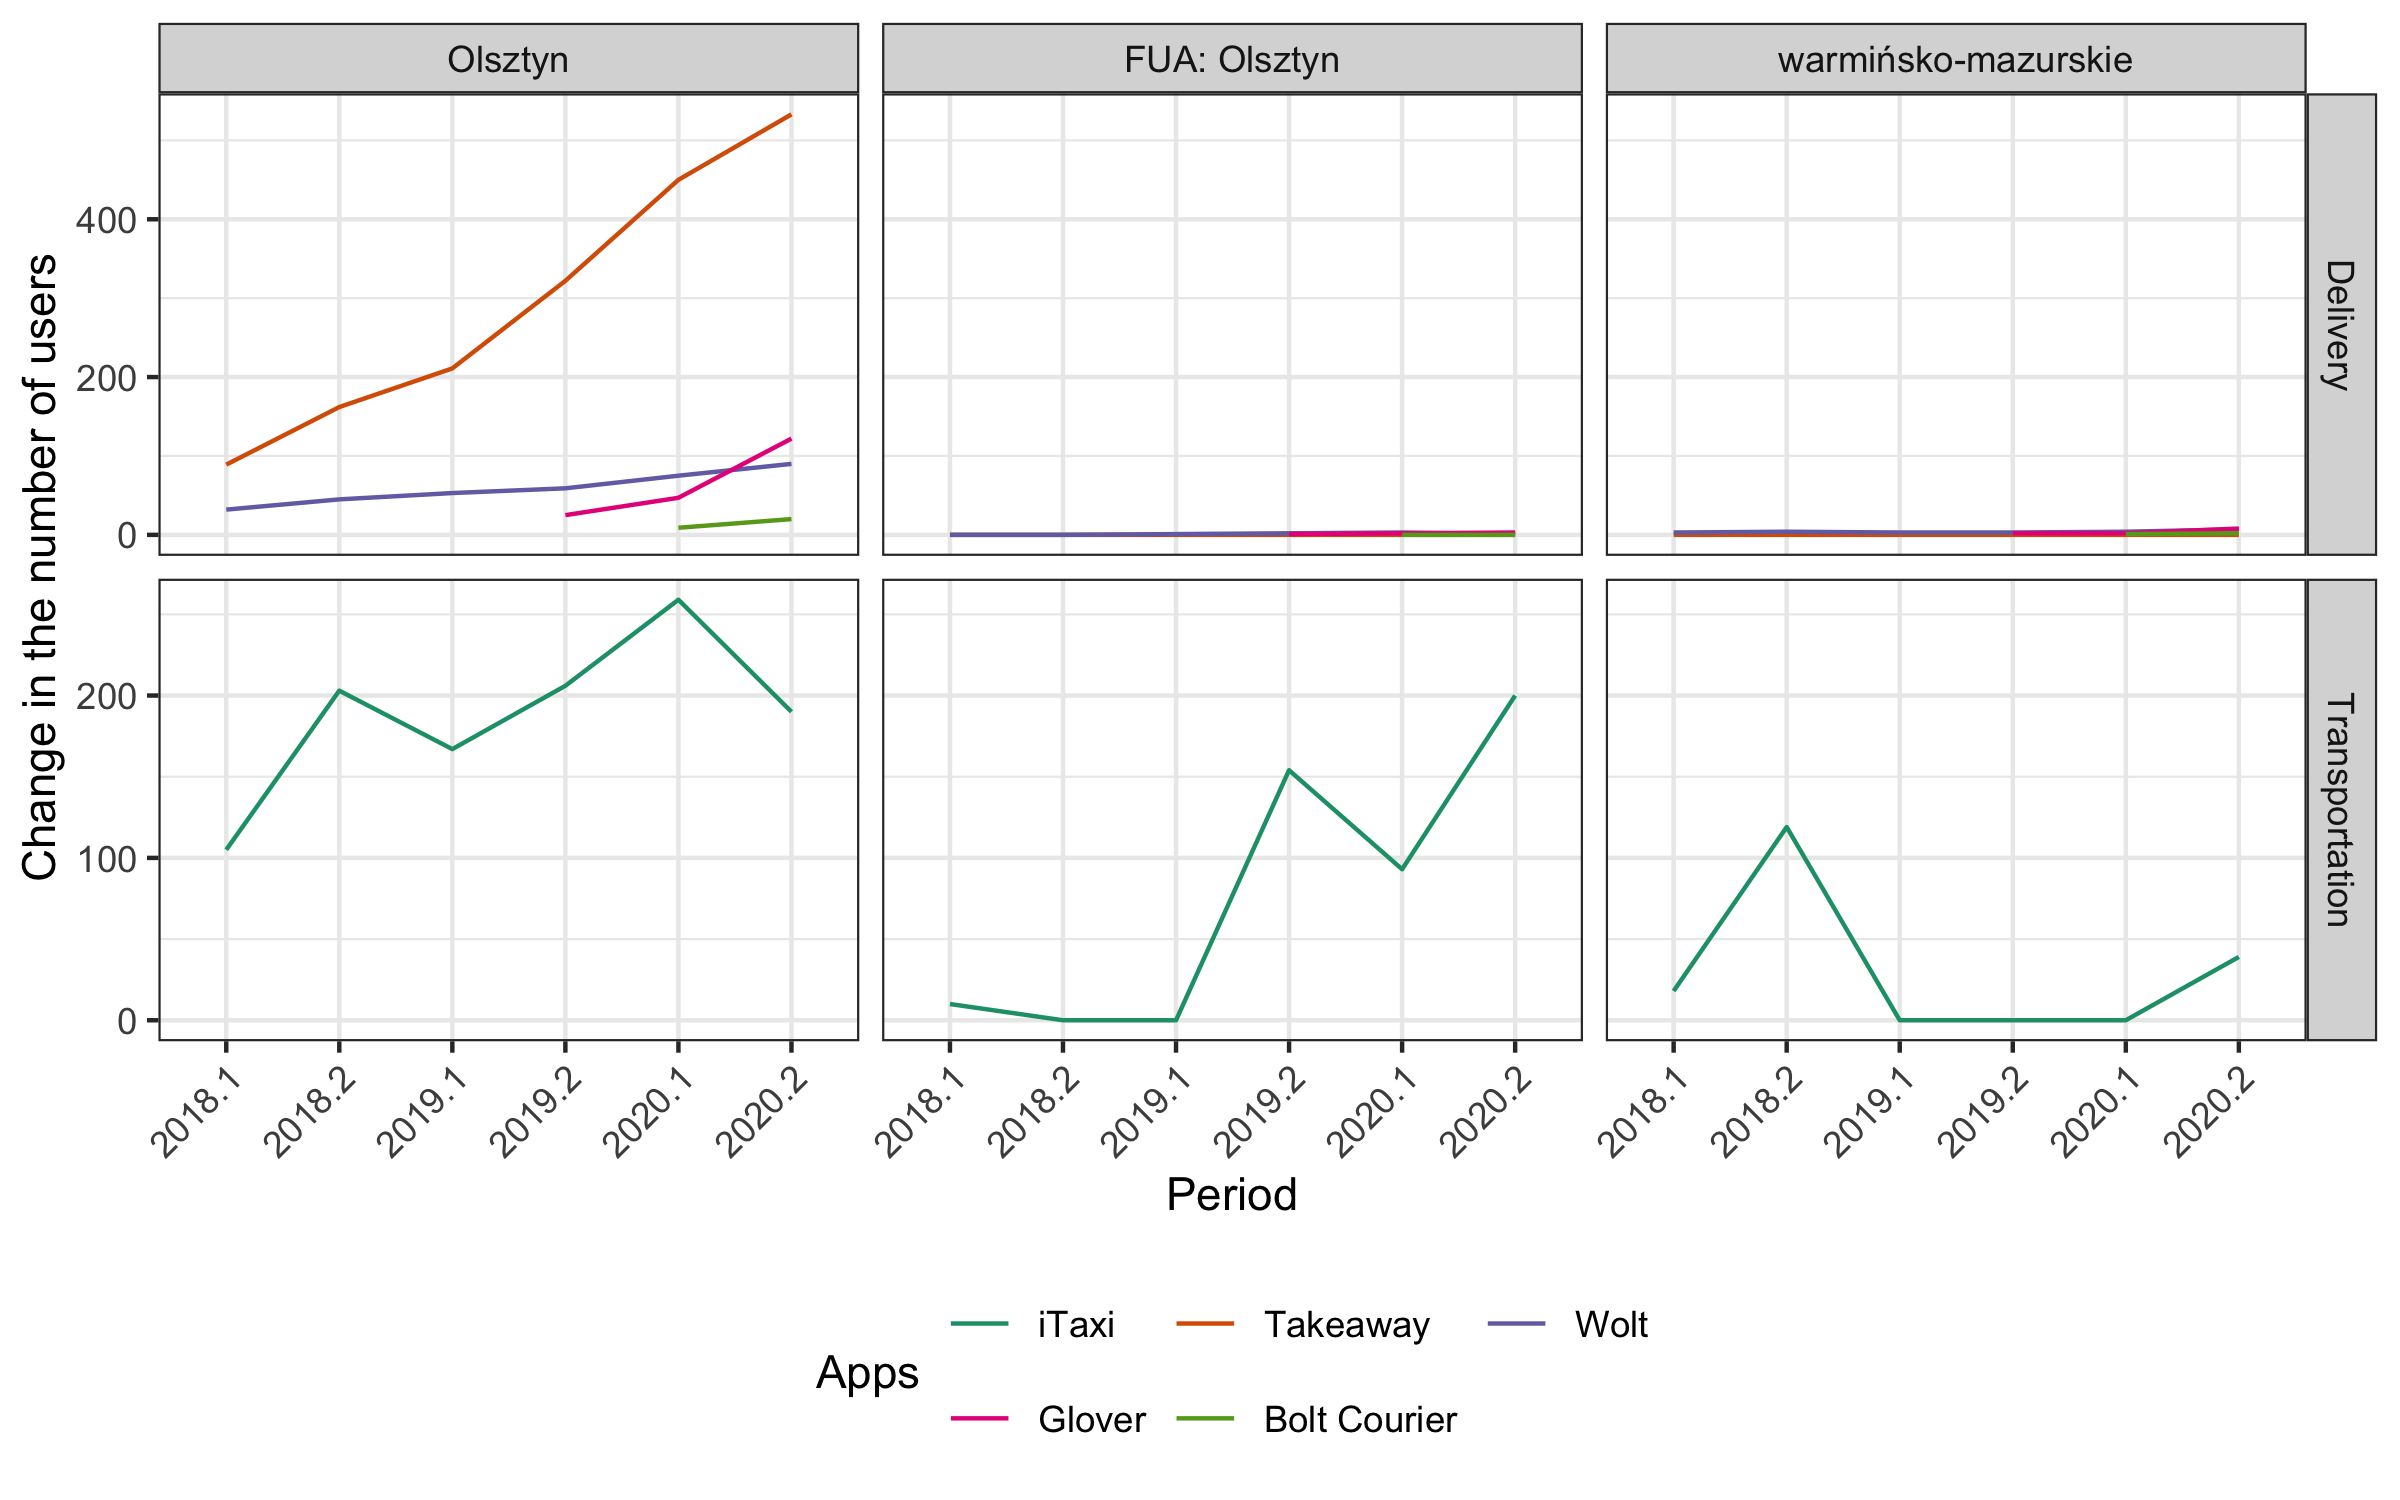 Olsztyn
FUA: Olsztyn
warmińsko-mazurskie
Change in the number of users
400
200
0
Delivery
200
100
0
Transportation
2018.1
2018.2
2019.1
2019.2
2020.1
2020.2
2018.1
2018.2
2019.1
2019.2
2020.1
2020.2
2018.1
2018.2
2019.1
2019.2
2020.1
2020.2
Period
Apps
iTaxi
Takeaway
Wolt
Glover
Bolt Courier